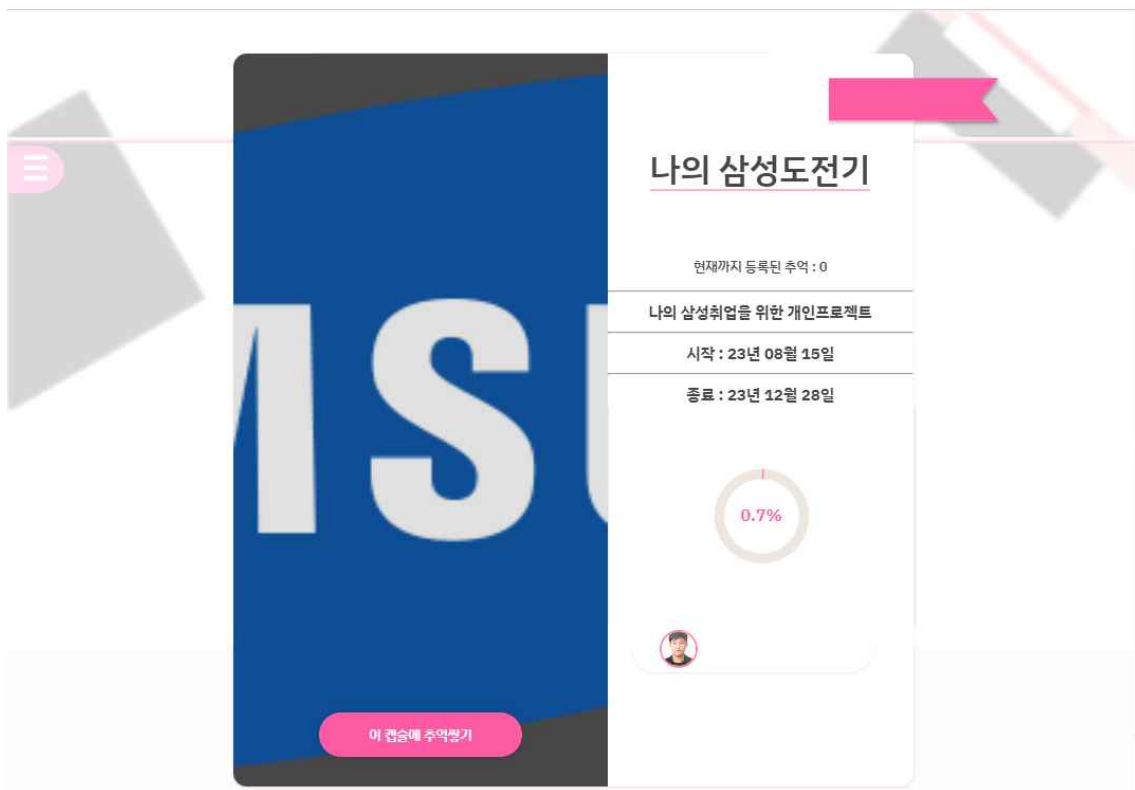 MSU
이 캡슐에 추억쌓기
나의 삼성도전기
현재까지 등록된 추억 : 0
나의 삼성취업을 위한 개인프로젝트
시작 : 23년 08월 15일
종료 : 23년 12월 28일
0.7%